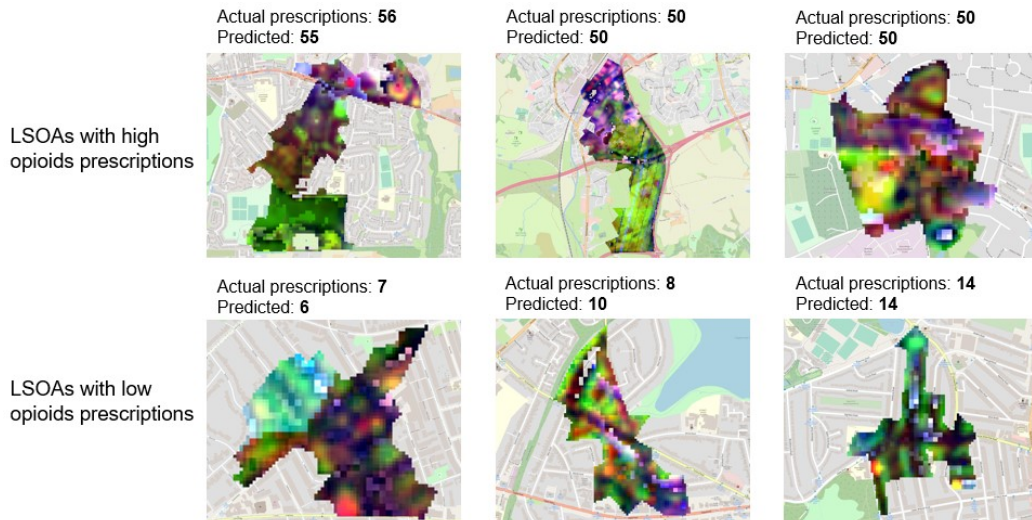 Actual prescriptions: 56
Predicted: 55
Actual prescriptions: 50
Predicted: 50
Actual prescriptions: 50
Predicted: 50
LSOAs with high
opioids prescriptions
Actual prescriptions: 7
Predicted: 6
Actual prescriptions: 8
Predicted: 10
Actual prescriptions: 14
Predicted: 14
LSOAs with low
opioids prescriptions